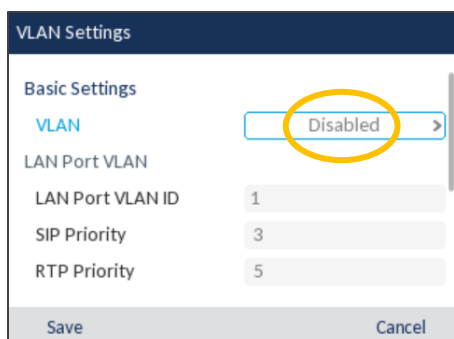 VLAN Settings
Basic Settings
VLAN Disabled >
LAN Port VLAN
LAN Port VLAN ID 1
SIP Priority 3
RTP Priority 5
Save Cancel